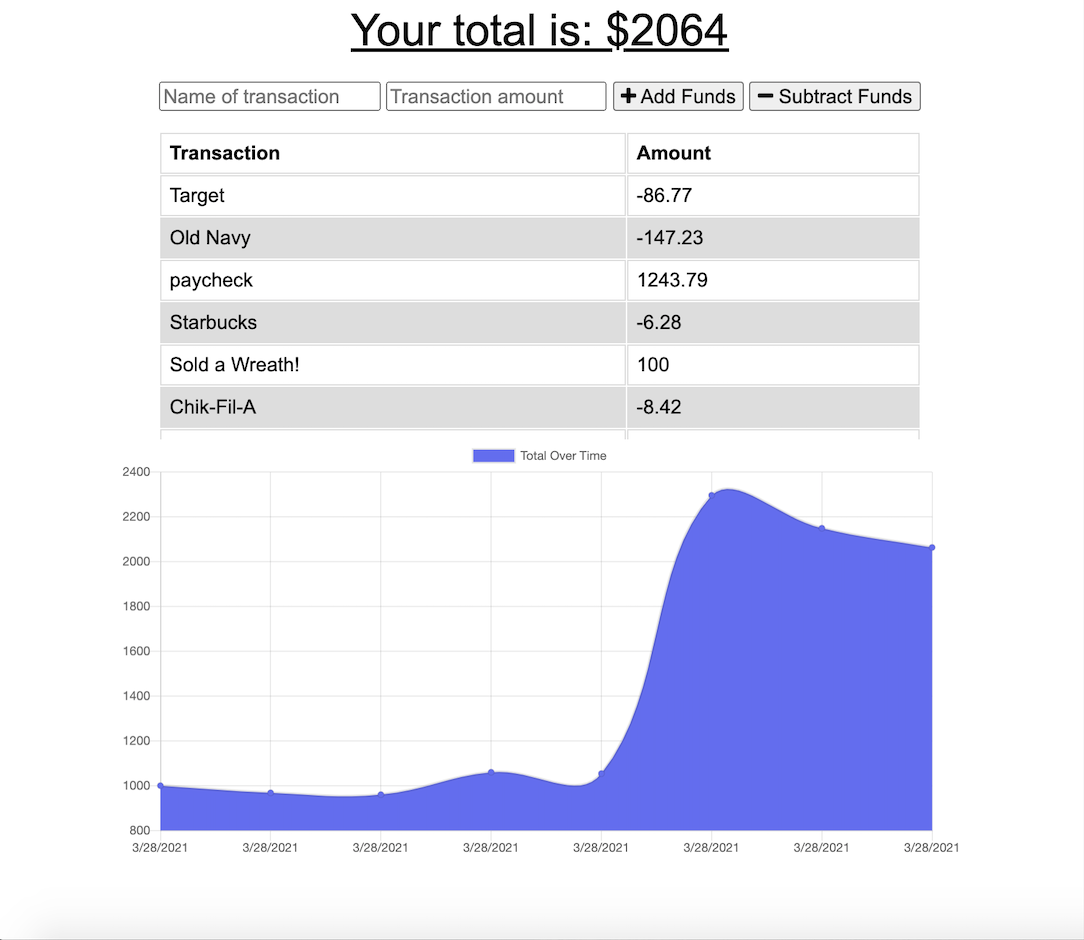 Your total is: $2064
Name of transaction Transaction amount Add Funds Subtract Funds
Transaction Amount
Target -86.77
Old Navy -147.23
paycheck 1243.79
Starbucks -6.28
Sold a Wreath! 100
Chik-Fil-A -8.42
Total Over Time
2400
2200
2000
1800
1600
1400
1200
1000
800
3/28/2021 3/28/2021 3/28/2021 3/28/2021 3/28/2021 3/28/2021 3/28/2021 3/28/2021